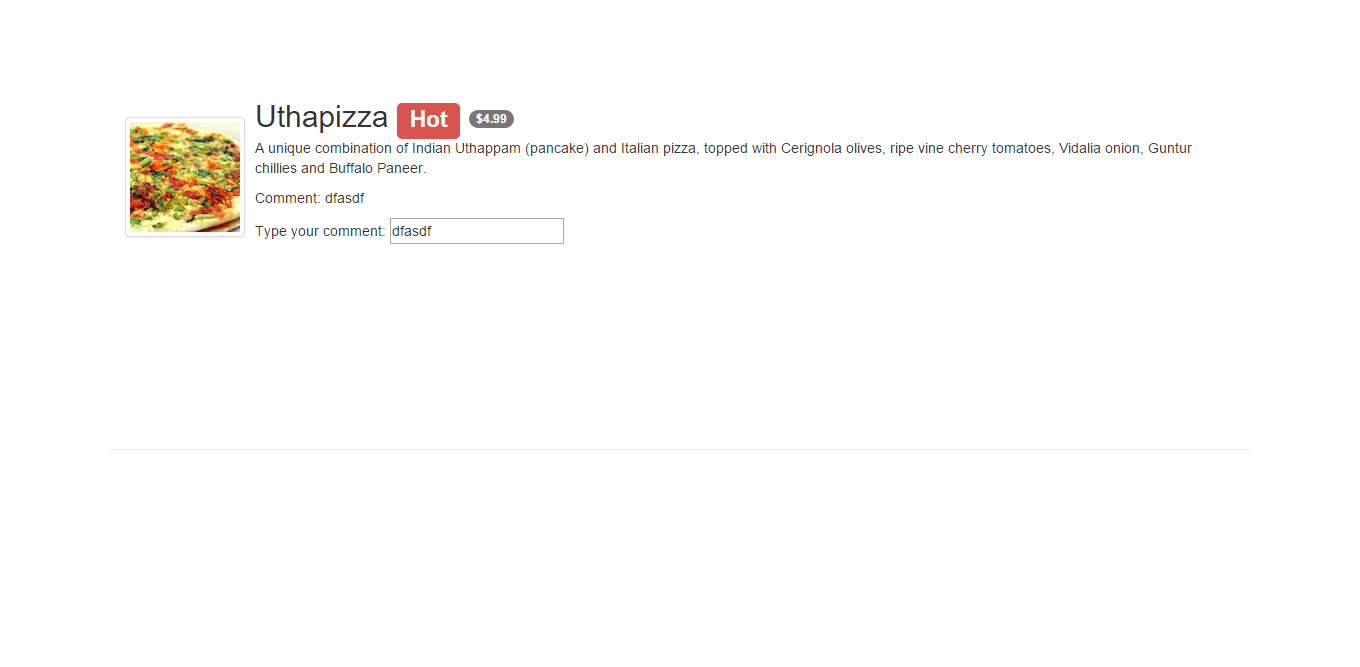 Uthapizza Hot $4.99
A unique combination of Indian Uthappam (pancake) and Italian pizza, topped with Cerignola olives, ripe vine cherry tomatoes, Vidalia onion, Guntur
chillies and Buffalo Paneer.
Comment: dfasdf
Type your comment: dfasdf